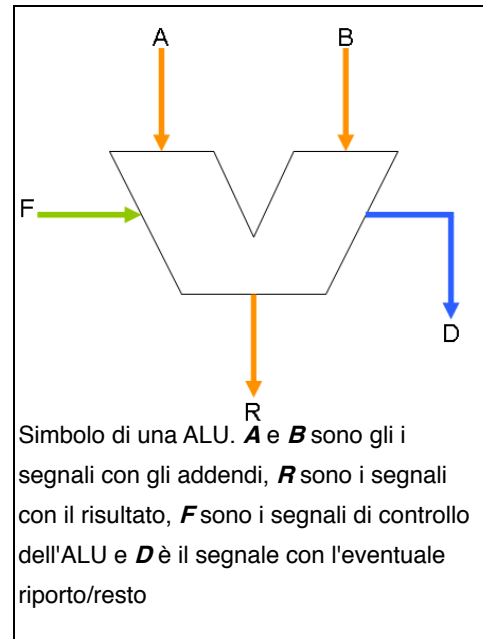 A
B
F
D
R
Simbolo di una ALU. A e B sono gli i
segnali con gli addendi, R sono i segnali
con il risultato, F sono i segnali di controllo
dell'ALU e D è il segnale con l'eventuale
riporto/resto